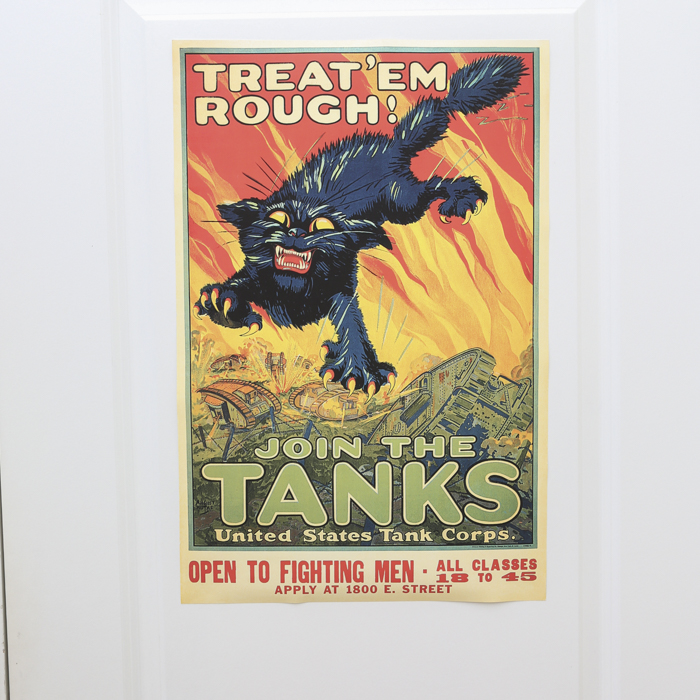 TREAT 'EM
ROUGH!
JOIN THE
TANKS
United States Tank Corps.
OPEN TO FIGHTING MEN · ALL CLASSES
18 TO 45
APPLY AT 1800 E. STREET